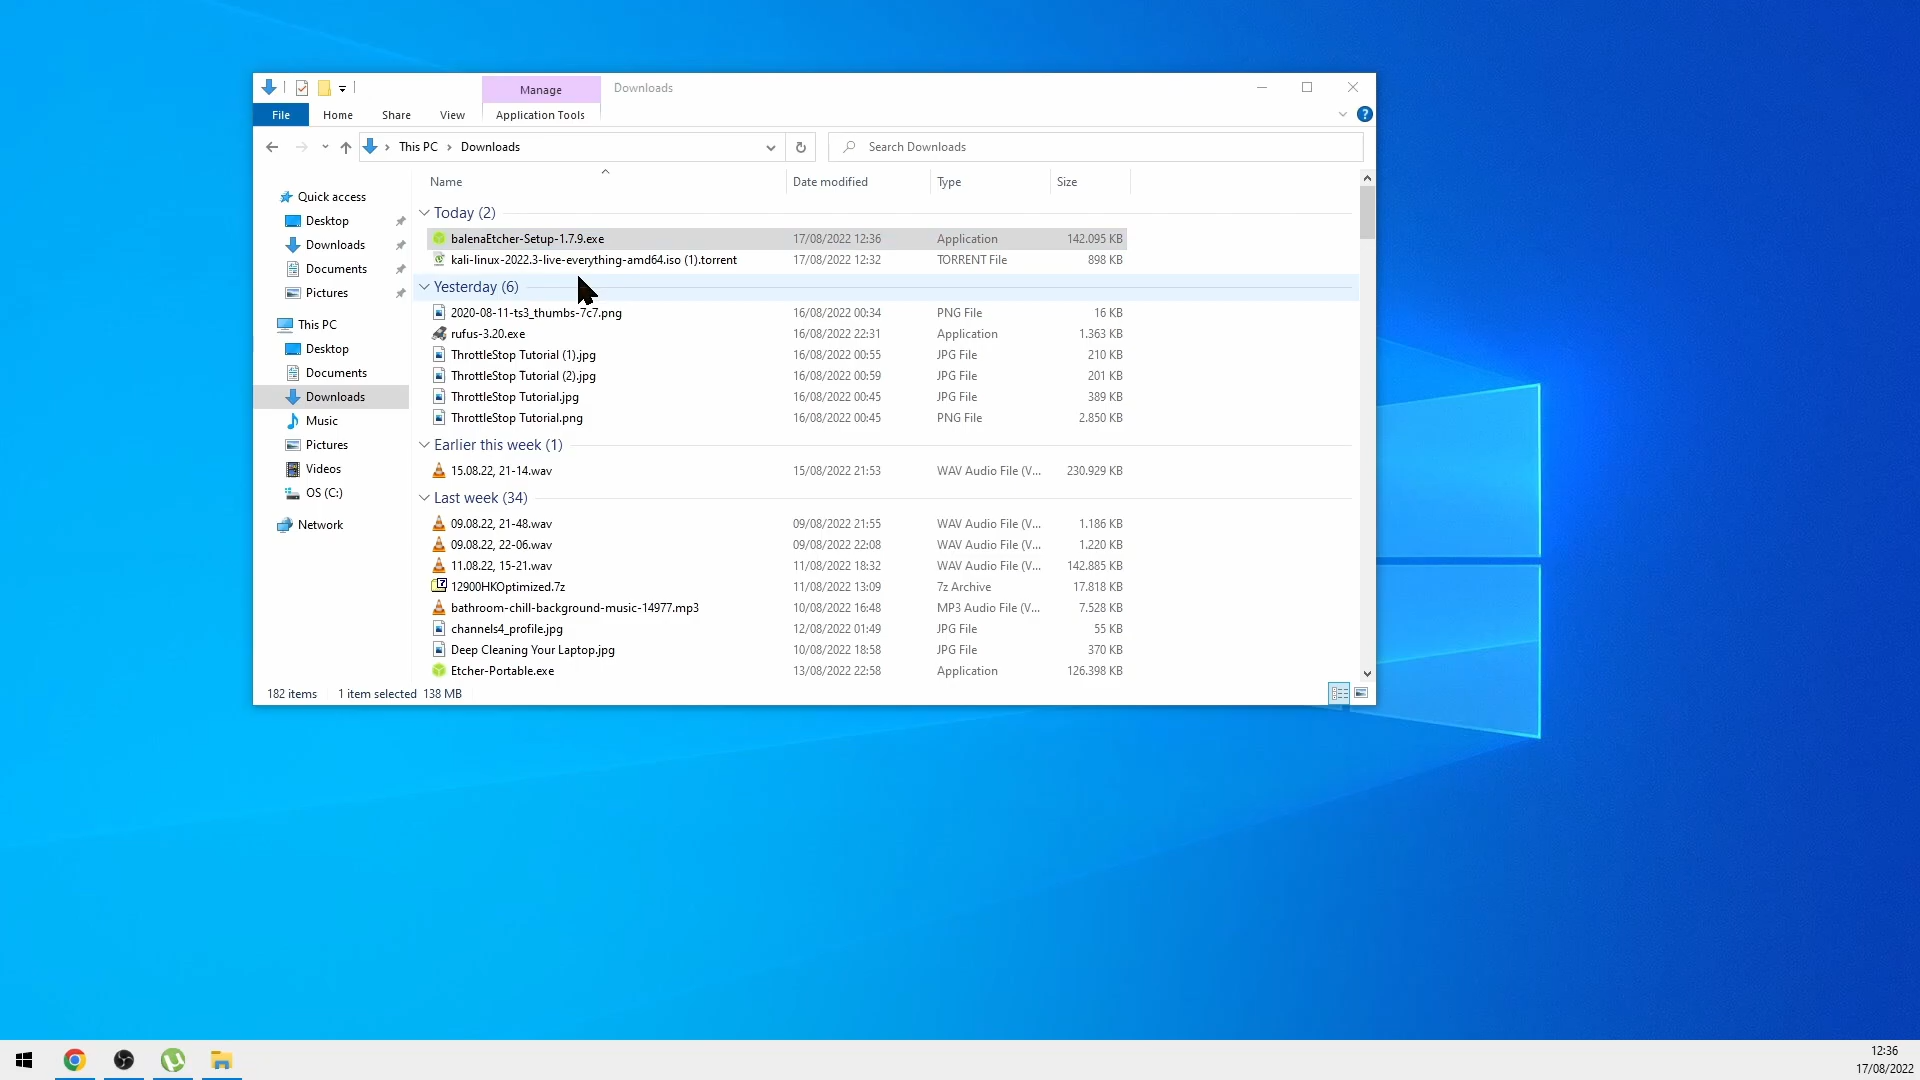 Manage Downloads
File Home Share View Application Tools
This PC Downloads Search Downloads
Name Date modified Type Size
Quick access
Desktop
Downloads
Documents
Pictures
This PC
Desktop
Documents
Downloads
Music
Pictures
Videos
OS (C:)
Network
Today (2)
balenaEtcher-Setup-1.7.9.exe 17/08/2022 12:36 Application 142.095 KB
kali-linux-2022.3-live-everything-amd64.iso (1).torrent 17/08/2022 12:32 TORRENT File 898 KB
Yesterday (6)
2020-08-11-ts3_thumbs-7c7.png 16/08/2022 00:34 PNG File 16 KB
rufus-3.20.exe 16/08/2022 22:31 Application 1.363 KB
ThrottleStop Tutorial (1).jpg 16/08/2022 00:55 JPG File 210 KB
ThrottleStop Tutorial (2).jpg 16/08/2022 00:59 JPG File 201 KB
ThrottleStop Tutorial.jpg 16/08/2022 00:45 JPG File 389 KB
ThrottleStop Tutorial.png 16/08/2022 00:45 PNG File 2.850 KB
Earlier this week (1)
15.08.22, 21-14.wav 15/08/2022 21:53 WAV Audio File (V... 230.929 KB
Last week (34)
09.08.22, 21-48.wav 09/08/2022 21:55 WAV Audio File (V... 1.186 KB
09.08.22, 22-06.wav 09/08/2022 22:08 WAV Audio File (V... 1.220 KB
11.08.22, 15-21.wav 11/08/2022 18:32 WAV Audio File (V... 142.885 KB
12900HKOptimized.7z 11/08/2022 13:09 7z Archive 17.818 KB
bathroom-chill-background-music-14977.mp3 10/08/2022 16:48 MP3 Audio File (V... 7.528 KB
channels4_profile.jpg 12/08/2022 01:49 JPG File 55 KB
Deep Cleaning Your Laptop.jpg 10/08/2022 18:58 JPG File 370 KB
Etcher-Portable.exe 13/08/2022 22:58 Application 126.398 KB
182 items 1 item selected 138 MB
12:36
17/08/2022